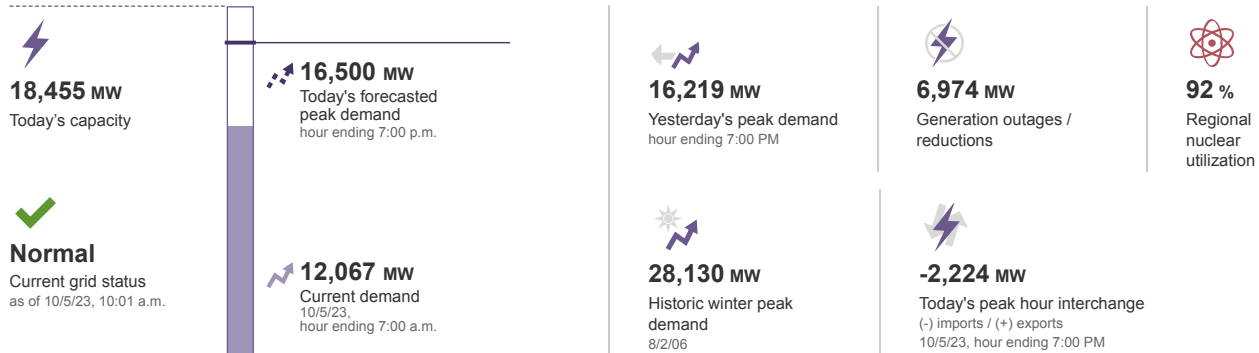 18,455 MW
Today's capacity
Normal
Current grid status
as of 10/5/23, 10:01 a.m.
16,500 MW
Today's forecasted
peak demand
hour ending 7:00 p.m.
12,067 MW
Current demand
10/5/23,
hour ending 7:00 a.m.
16,219 MW
Yesterday's peak demand
hour ending 7:00 PM
6,974 MW
Generation outages /
reductions
92 %
Regional
nuclear
utilization
28,130 MW
Historic winter peak
demand
8/2/06
-2,224 MW
Today's peak hour interchange
(-) imports / (+) exports
10/5/23, hour ending 7:00 PM